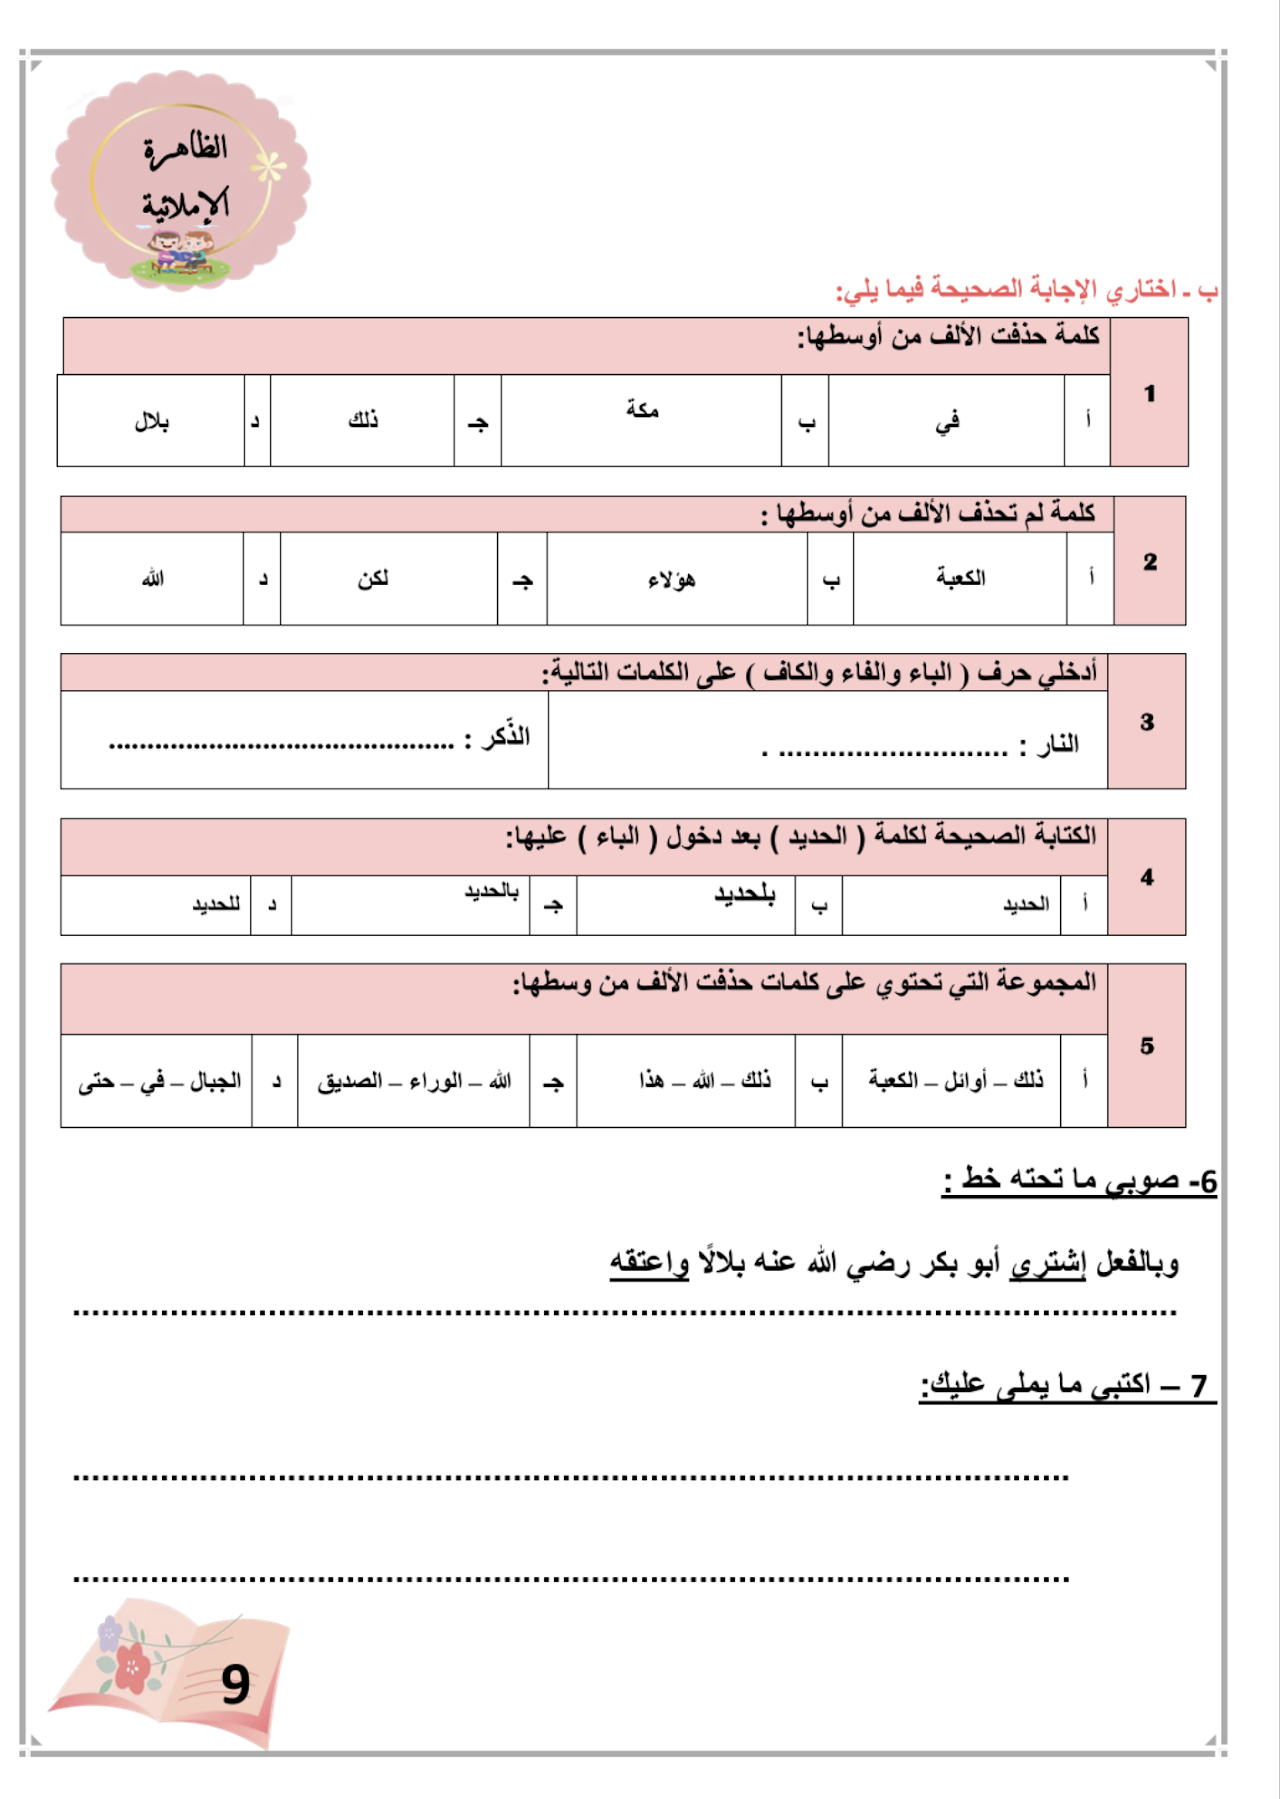 الظاهرة
الإملائية
ب ـ اختاري الإجابة الصحيحة فيما يلي:
1
كلمة حذفت الألف من أوسطها:
أ في ب مكة جـ ذلك د بلال
2
كلمة لم تحذف الألف من أوسطها :
أ الكعبة ب هؤلاء جـ لكن د الله
3
أدخلي حرف ( الباء والفاء والكاف ) على الكلمات التالية:
النار : ........................... .
الذّكر : .............................................
4
الكتابة الصحيحة لكلمة ( الحديد ) بعد دخول ( الباء ) عليها:
أ الحديد ب بلحديد جـ بالحديد د للحديد
5
المجموعة التي تحتوي على كلمات حذفت الألف من وسطها:
أ ذلك – أوائل – الكعبة ب ذلك – الله – هذا جـ الله – الوراء – الصديق د الجبال – في – حتى
6- صوبي ما تحته خط :
وبالفعل إشتري أبو بكر رضي الله عنه بلالًا واعتقه
7 – اكتبي ما يملى عليك:
9